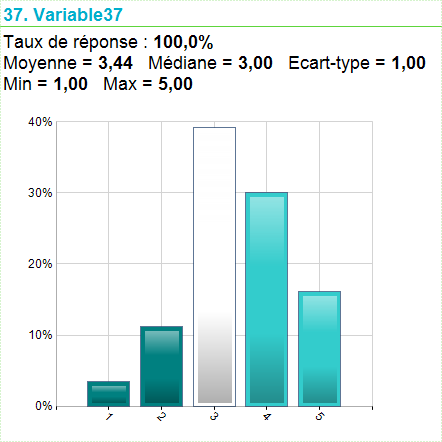 37. Variable37
Taux de réponse : 100,0%
Moyenne = 3,44 Médiane = 3,00 Ecart-type = 1,00
Min = 1,00 Max = 5,00
40%
30%
20%
10%
0%
1 2 3 4 5